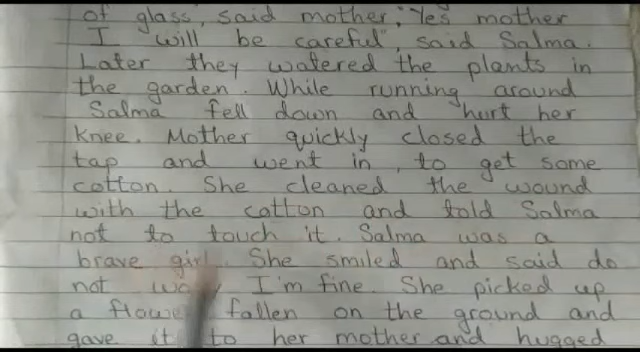 of glass, said mother, "Yes mother
I will be careful", said Salma.
Later they watered the plants in
the garden. While running around
Salma fell down and hurt her
knee. Mother quickly closed the
tap and went in, to get some
cotton. She cleaned the wound
with the cotton and told Salma
not to touch it. Salma was a
brave girl. She smiled and said do
not I'm fine. She picked up
a fallen on the ground and
gave it to her mother and hugged